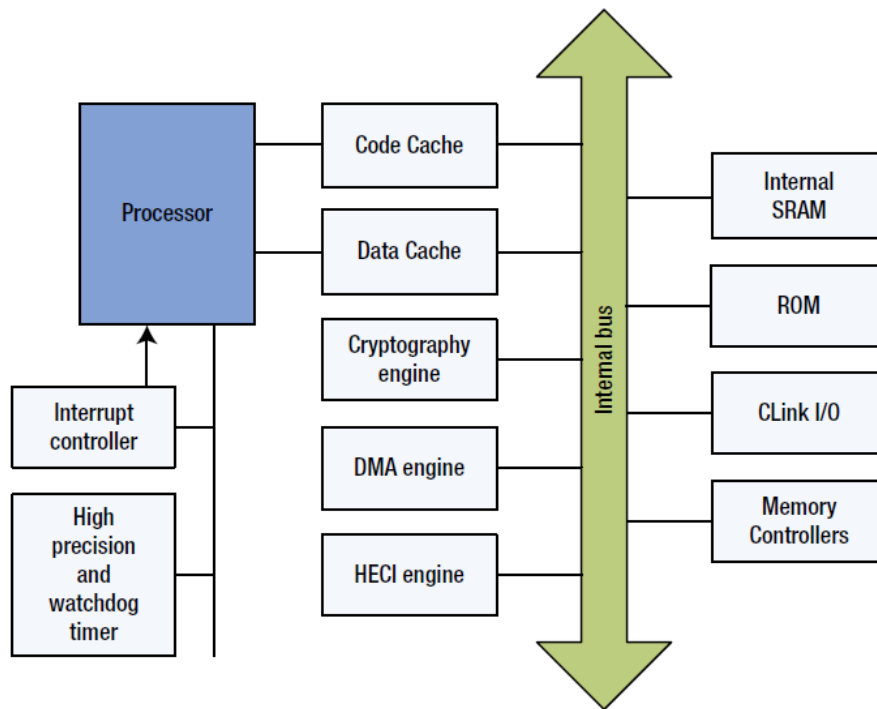 Processor
Code Cache
Data Cache
Cryptography
engine
DMA engine
HECI engine
Interrupt
controller
High
precision
and
watchdog
timer
Internal bus
Internal
SRAM
ROM
CLink I/O
Memory
Controllers